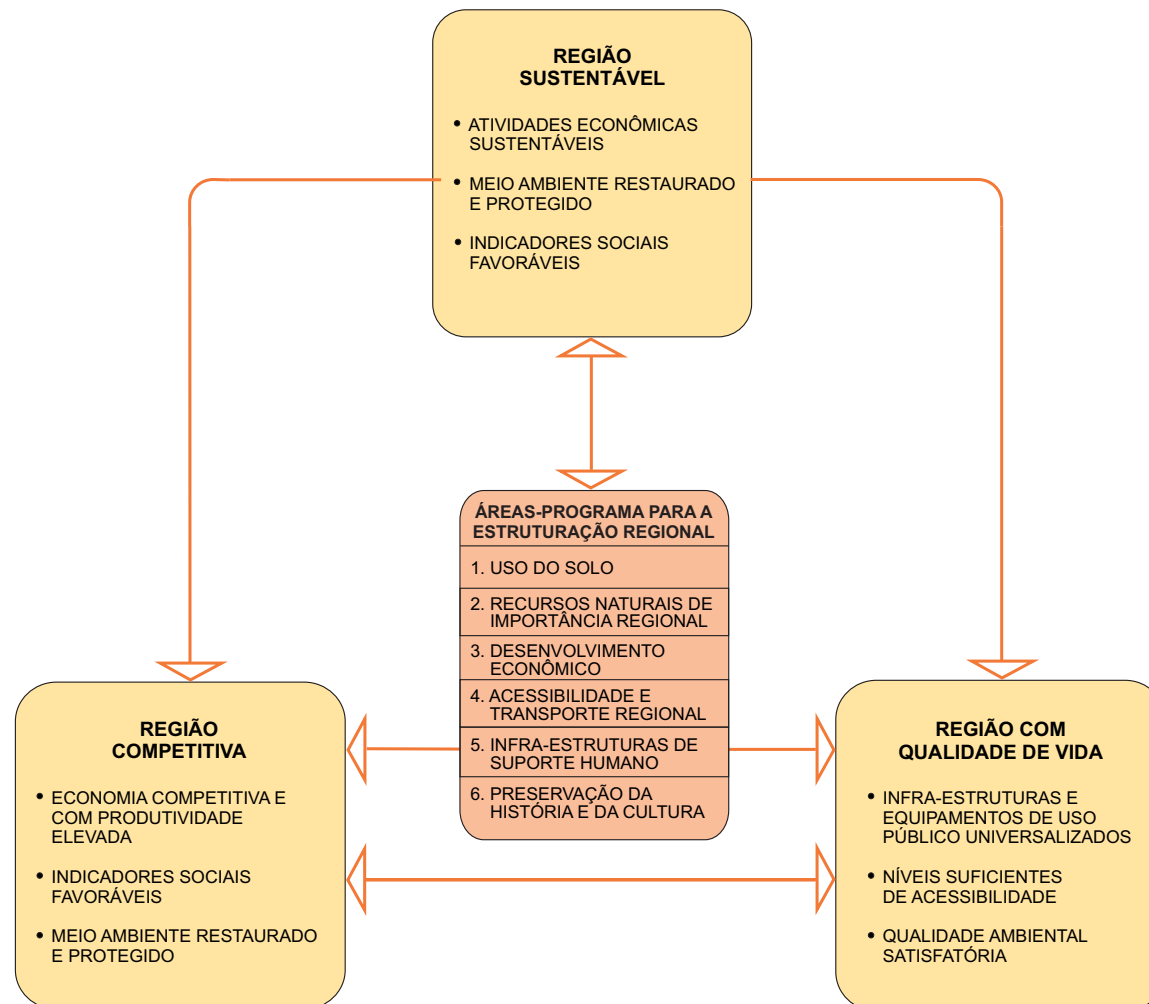 REGIÃO
SUSTENTÁVEL
• ATIVIDADES ECONÔMICAS
SUSTENTÁVEIS
• MEIO AMBIENTE RESTAURADO
E PROTEGIDO
• INDICADORES SOCIAIS
FAVORÁVEIS
ÁREAS-PROGRAMA PARA A
ESTRUTURAÇÃO REGIONAL
1. USO DO SOLO
2. RECURSOS NATURAIS DE
IMPORTÂNCIA REGIONAL
3. DESENVOLVIMENTO
ECONÔMICO
4. ACESSIBILIDADE E
TRANSPORTE REGIONAL
5. INFRA-ESTRUTURAS DE
SUPORTE HUMANO
6. PRESERVAÇÃO DA
HISTÓRIA E DA CULTURA
REGIÃO
COMPETITIVA
• ECONOMIA COMPETITIVA E
COM PRODUTIVIDADE
ELEVADA
• INDICADORES SOCIAIS
FAVORÁVEIS
• MEIO AMBIENTE RESTAURADO
E PROTEGIDO
REGIÃO COM
QUALIDADE DE VIDA
• INFRA-ESTRUTURAS E
EQUIPAMENTOS DE USO
PÚBLICO UNIVERSALIZADOS
• NÍVEIS SUFICIENTES
DE ACESSIBILIDADE
• QUALIDADE AMBIENTAL
SATISFATÓRIA